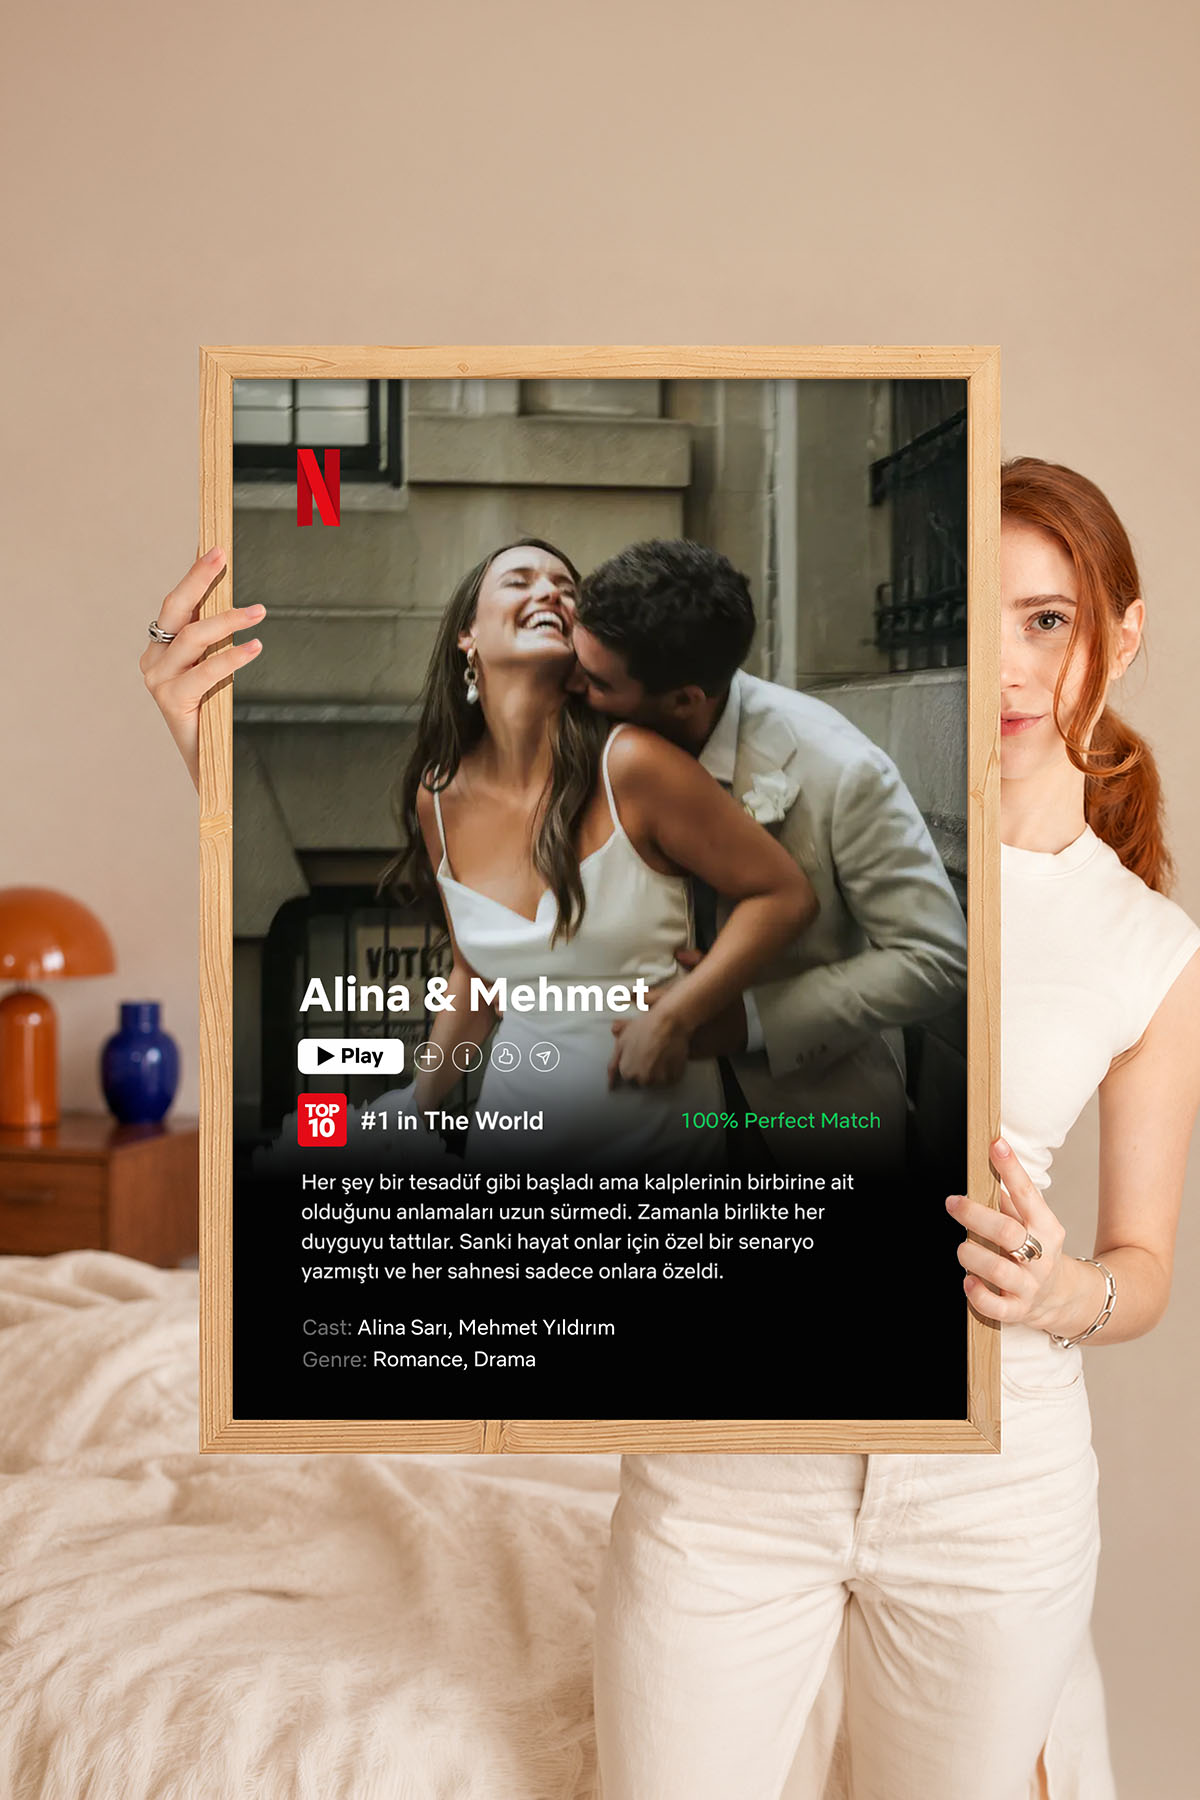 N
VOTE!
Alina & Mehmet
Play
TOP
10
#1 in The World
100% Perfect Match
Her şey bir tesadüf gibi başladı ama kalplerinin birbirine ait
olduğunu anlamaları uzun sürmedi. Zamanla birlikte her
duyguyu tattılar. Sanki hayat onlar için özel bir senaryo
yazmıştı ve her sahnesi sadece onlara özeldi.
Cast: Alina Sarı, Mehmet Yıldırım
Genre: Romance, Drama